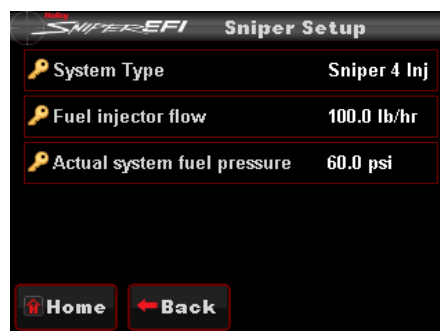 Holley
SNIPER EFI Sniper Setup
System Type Sniper 4 Inj
Fuel injector flow 100.0 lb/hr
Actual system fuel pressure 60.0 psi
Home Back